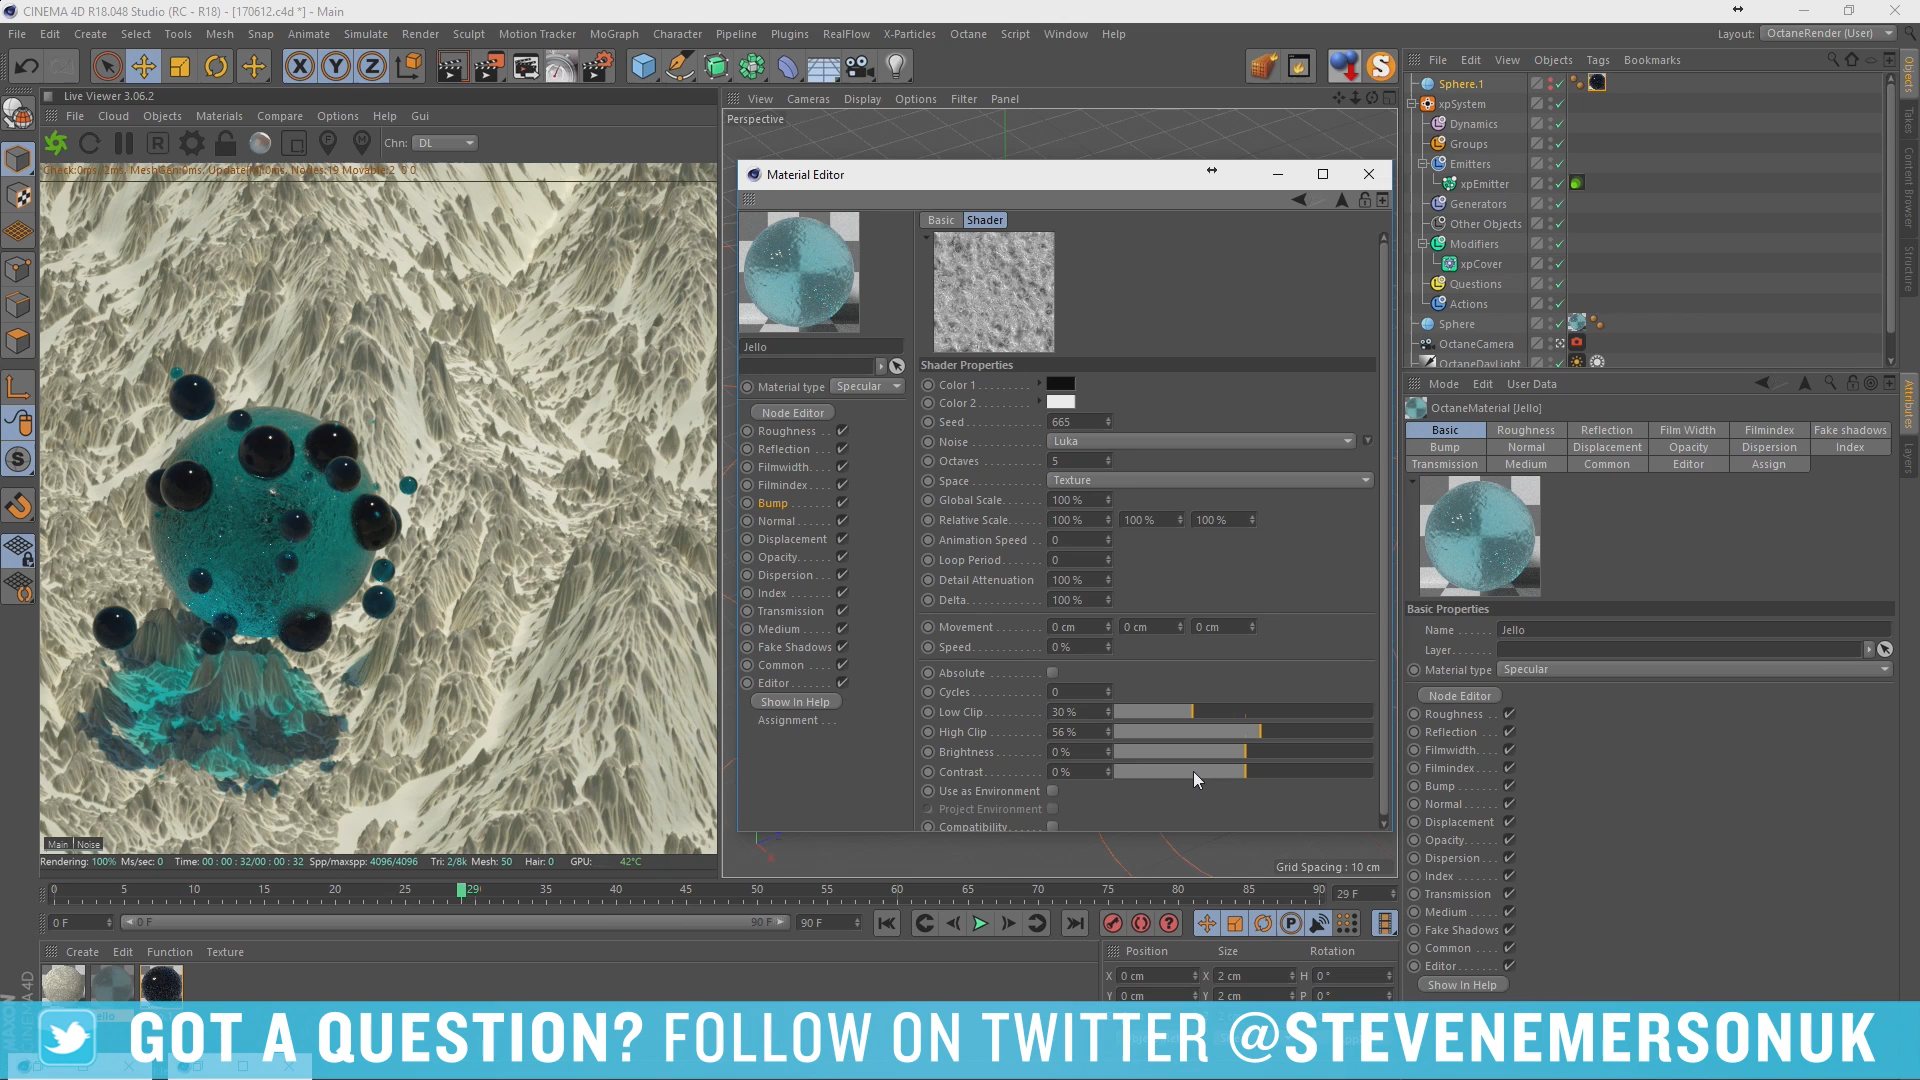 CINEMA 4D R18.048 Studio (RC - R18) - [170612.c4d *] - Main
File Edit Create Select Tools Mesh Snap Animate Simulate Render Sculpt Motion Tracker MoGraph Character Pipeline Plugins RealFlow X-Particles Octane Script Window Help
Layout: OctaneRender (User)
Live Viewer 3.06.2
File Cloud Objects Materials Compare Options Help Gui
Chn: DL
View Cameras Display Options Filter Panel
Perspective
Material Editor
Jello
Material type Specular
Node Editor
Roughness
Reflection
Filmwidth
Filmindex
Bump
Normal
Displacement
Opacity
Dispersion
Index
Transmission
Medium
Fake Shadows
Common
Editor
Show In Help
Assignment
Basic Shader
Shader Properties
Color 1
Color 2
Seed 665
Noise Luka
Octaves 5
Space Texture
Global Scale 100 %
Relative Scale 100 % 100 % 100 %
Animation Speed 0
Loop Period 0
Detail Attenuation 100 %
Delta 100 %
Movement 0 cm 0 cm 0 cm
Speed 0 %
Absolute
Cycles 0
Low Clip 30 %
High Clip 56 %
Brightness 0 %
Contrast 0 %
Use as Environment
Project Environment
Compatibility
Grid Spacing : 10 cm
Main Noise
Rendering: 100% Ms/sec: 0 Time: 00 : 00 : 32/00 : 00 : 32 Spp/maxspp: 4096/4096 Tri: 2/8k Mesh: 50 Hair: 0 GPU: 42°C
0 5 10 15 20 25 29 35 40 45 50 55 60 65 70 75 80 85 90 29 F
0 F 0 F 90 F 90 F
Create Edit Function Texture
Position Size Rotation
X 0 cm X 2 cm H 0 °
Y 0 cm Y 2 cm P 0 °
File Edit View Objects Tags Bookmarks
Sphere.1
xpSystem
Dynamics
Groups
Emitters
xpEmitter
Generators
Other Objects
Modifiers
xpCover
Questions
Actions
Sphere
OctaneCamera
OctaneDayLight
Objects
Takes
Content Browser
Structure
Attributes
Layers
Mode Edit User Data
OctaneMaterial [Jello]
Basic Roughness Reflection Film Width Filmindex Fake shadows
Bump Normal Displacement Opacity Dispersion Index
Transmission Medium Common Editor Assign
Basic Properties
Name Jello
Layer
Material type Specular
Node Editor
Roughness
Reflection
Filmwidth
Filmindex
Bump
Normal
Displacement
Opacity
Dispersion
Index
Transmission
Medium
Fake Shadows
Common
Editor
Show In Help
MAXON CINEMA 4D
GOT A QUESTION? FOLLOW ON TWITTER @STEVENEMERSONUK